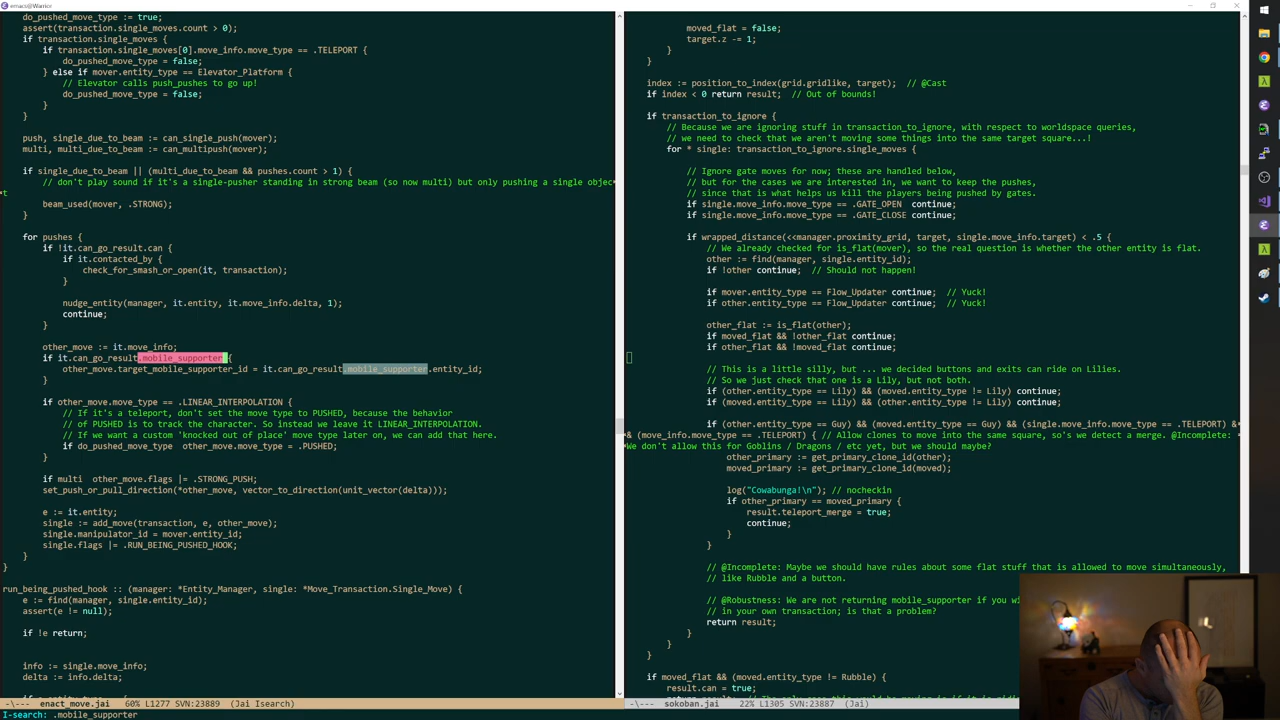 emacs@Warrior
do_pushed_move_type := true;
assert(transaction.single_moves.count > 0);
if transaction.single_moves {
if transaction.single_moves[0].move_info.move_type == .TELEPORT {
do_pushed_move_type = false;
} else if mover.entity_type == Elevator_Platform {
// Elevator calls push_pushes to go up!
do_pushed_move_type = false;
}
}
push, single_due_to_beam := can_single_push(mover);
multi, multi_due_to_beam := can_multipush(mover);
if single_due_to_beam || (multi_due_to_beam && pushes.count > 1) {
// don't play sound if it's a single-pusher standing in strong beam (so now multi) but only pushing a single objec
t
beam_used(mover, .STRONG);
}
for pushes {
if !it.can_go_result.can {
if it.contacted_by {
check_for_smash_or_open(it, transaction);
}
nudge_entity(manager, it.entity, it.move_info.delta, 1);
continue;
}
other_move := it.move_info;
if it.can_go_result.mobile_supporter {
other_move.target_mobile_supporter_id = it.can_go_result.mobile_supporter.entity_id;
}
if other_move.move_type == .LINEAR_INTERPOLATION {
// If it's a teleport, don't set the move type to PUSHED, because the behavior
// of PUSHED is to track the character. So instead we leave it LINEAR_INTERPOLATION.
// If we want a custom 'knocked out of place' move type later on, we can add that here.
if do_pushed_move_type  other_move.move_type = .PUSHED;
}
if multi  other_move.flags |= .STRONG_PUSH;
set_push_or_pull_direction(*other_move, vector_to_direction(unit_vector(delta)));
e := it.entity;
single := add_move(transaction, e, other_move);
single.manipulator_id = mover.entity_id;
single.flags |= .RUN_BEING_PUSHED_HOOK;
}
}
run_being_pushed_hook :: (manager: *Entity_Manager, single: *Move_Transaction.Single_Move) {
e := find(manager, single.entity_id);
assert(e != null);
if !e return;
info := single.move_info;
delta := info.delta;
-\---  enact_move.jai   60% L1277 SVN:23889  (Jai Isearch)
I-search: .mobile_supporter
moved_flat = false;
target.z -= 1;
}
}
index := position_to_index(grid.gridlike, target);  // @Cast
if index < 0 return result;  // Out of bounds!
if transaction_to_ignore {
// Because we are ignoring stuff in transaction_to_ignore, with respect to worldspace queries,
// we need to check that we aren't moving some things into the same target square...!
for * single: transaction_to_ignore.single_moves {
// Ignore gate moves for now; these are handled below,
// but for the cases we are interested in, we want to keep the pushes,
// since that is what helps us kill the players being pushed by gates.
if single.move_info.move_type == .GATE_OPEN  continue;
if single.move_info.move_type == .GATE_CLOSE continue;
if wrapped_distance(<<manager.proximity_grid, target, single.move_info.target) < .5 {
// We already checked for is_flat(mover), so the real question is whether the other entity is flat.
other := find(manager, single.entity_id);
if !other continue;  // Should not happen!
if mover.entity_type == Flow_Updater continue;  // Yuck!
if other.entity_type == Flow_Updater continue;  // Yuck!
other_flat := is_flat(other);
if moved_flat && !other_flat continue;
if other_flat && !moved_flat continue;
// This is a little silly, but ... we decided buttons and exits can ride on Lilies.
// So we just check that one is a Lily, but not both.
if (other.entity_type == Lily) && (moved.entity_type != Lily) continue;
if (moved.entity_type == Lily) && (other.entity_type != Lily) continue;
if (other.entity_type == Guy) && (moved.entity_type == Guy) && (single.move_info.move_type == .TELEPORT) &
& (move_info.move_type == .TELEPORT) { // Allow clones to move into the same square, so's we detect a merge. @Incomplete:
We don't allow this for Goblins / Dragons / etc yet, but we should maybe?
other_primary := get_primary_clone_id(other);
moved_primary := get_primary_clone_id(moved);
log("Cowabunga!\n"); // nocheckin
if other_primary == moved_primary {
result.teleport_merge = true;
continue;
}
}
// @Incomplete: Maybe we should have rules about some flat stuff that is allowed to move simultaneously,
// like Rubble and a button.
// @Robustness: We are not returning mobile_supporter if you
// in your own transaction; is that a problem?
return result;
}
}
}
if moved_flat && (moved.entity_type != Rubble) {
result.can = true;
-\---  sokoban.jai   22% L1305 SVN:23889  (Jai)